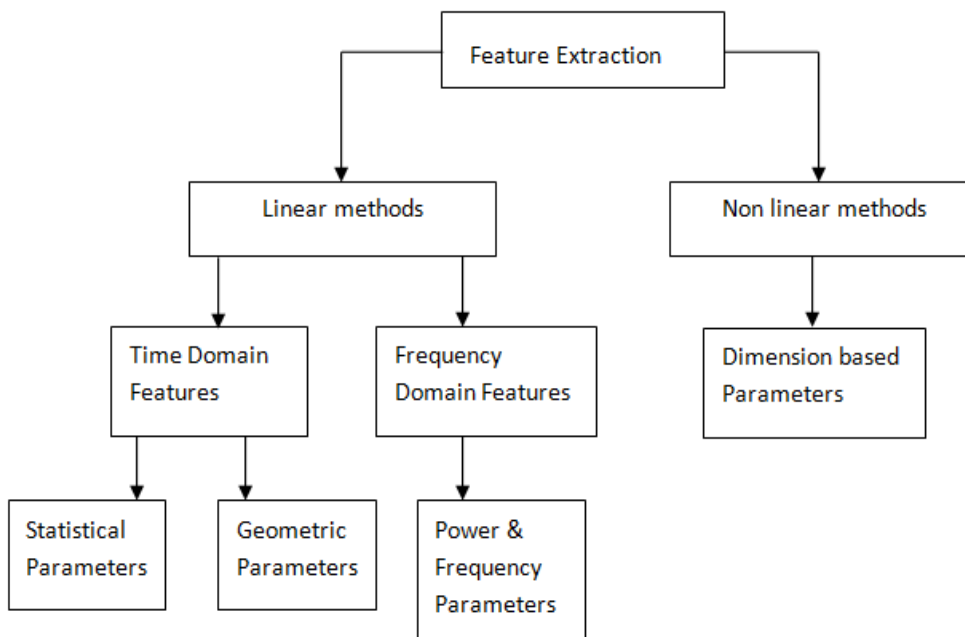 Feature Extraction
Linear methods
Non linear methods
Time Domain
Features
Frequency
Domain Features
Dimension based
Parameters
Statistical
Parameters
Geometric
Parameters
Power &
Frequency
Parameters